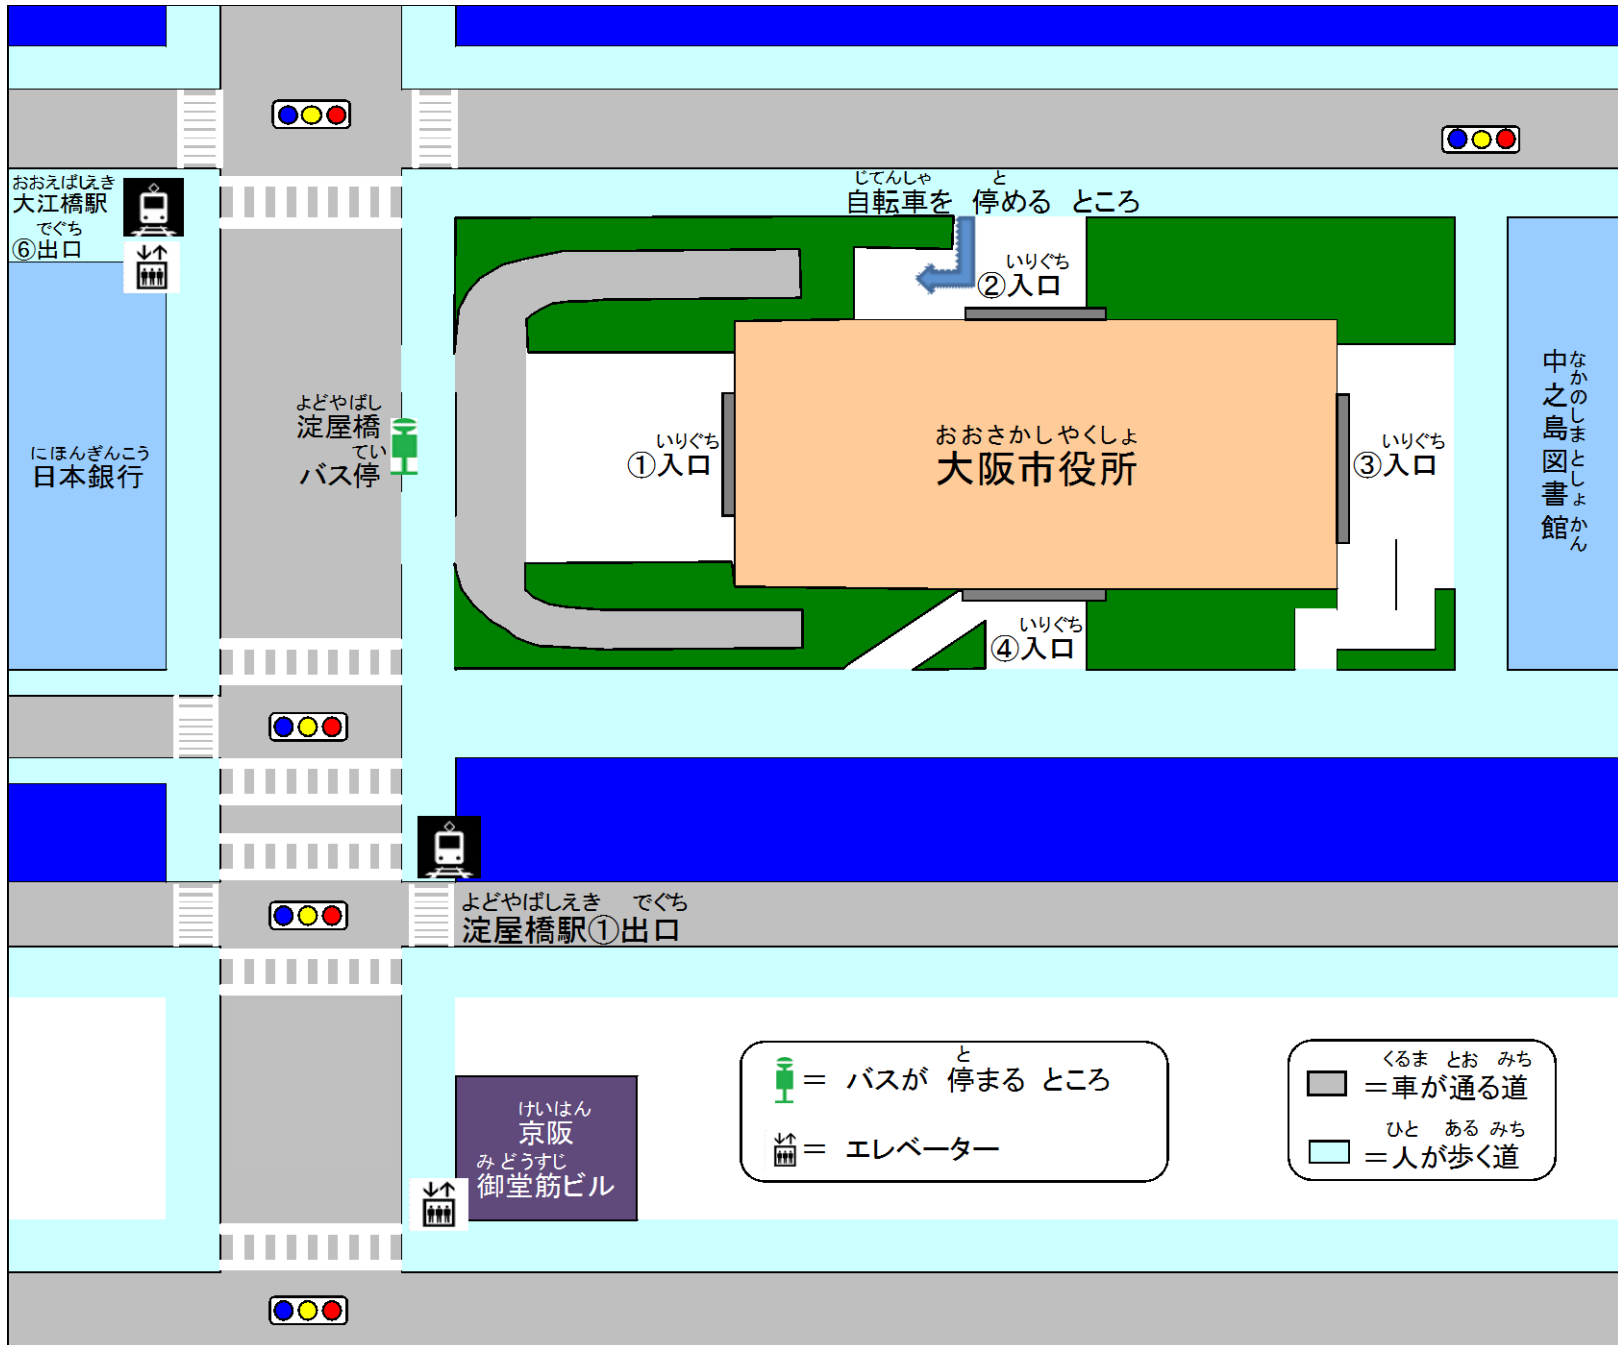 おおえばしえき
大江橋駅
でぐち
⑥出口
じてんしゃ と
自転車を 停める ところ
いりぐち
②入口
よどやばし
淀屋橋
てい
バス停
にほんぎんこう
日本銀行
いりぐち
①入口
おおさかしやくしょ
大阪市役所
いりぐち
③入口
なかのしまとしょかん
中之島図書館
いりぐち
④入口
よどやばしえき でぐち
淀屋橋駅①出口
けいはん
京阪
みどうすじ
御堂筋ビル
と
＝ バスが 停まる ところ
＝ エレベーター
くるま とお みち
＝車が通る道
ひと ある みち
＝人が歩く道